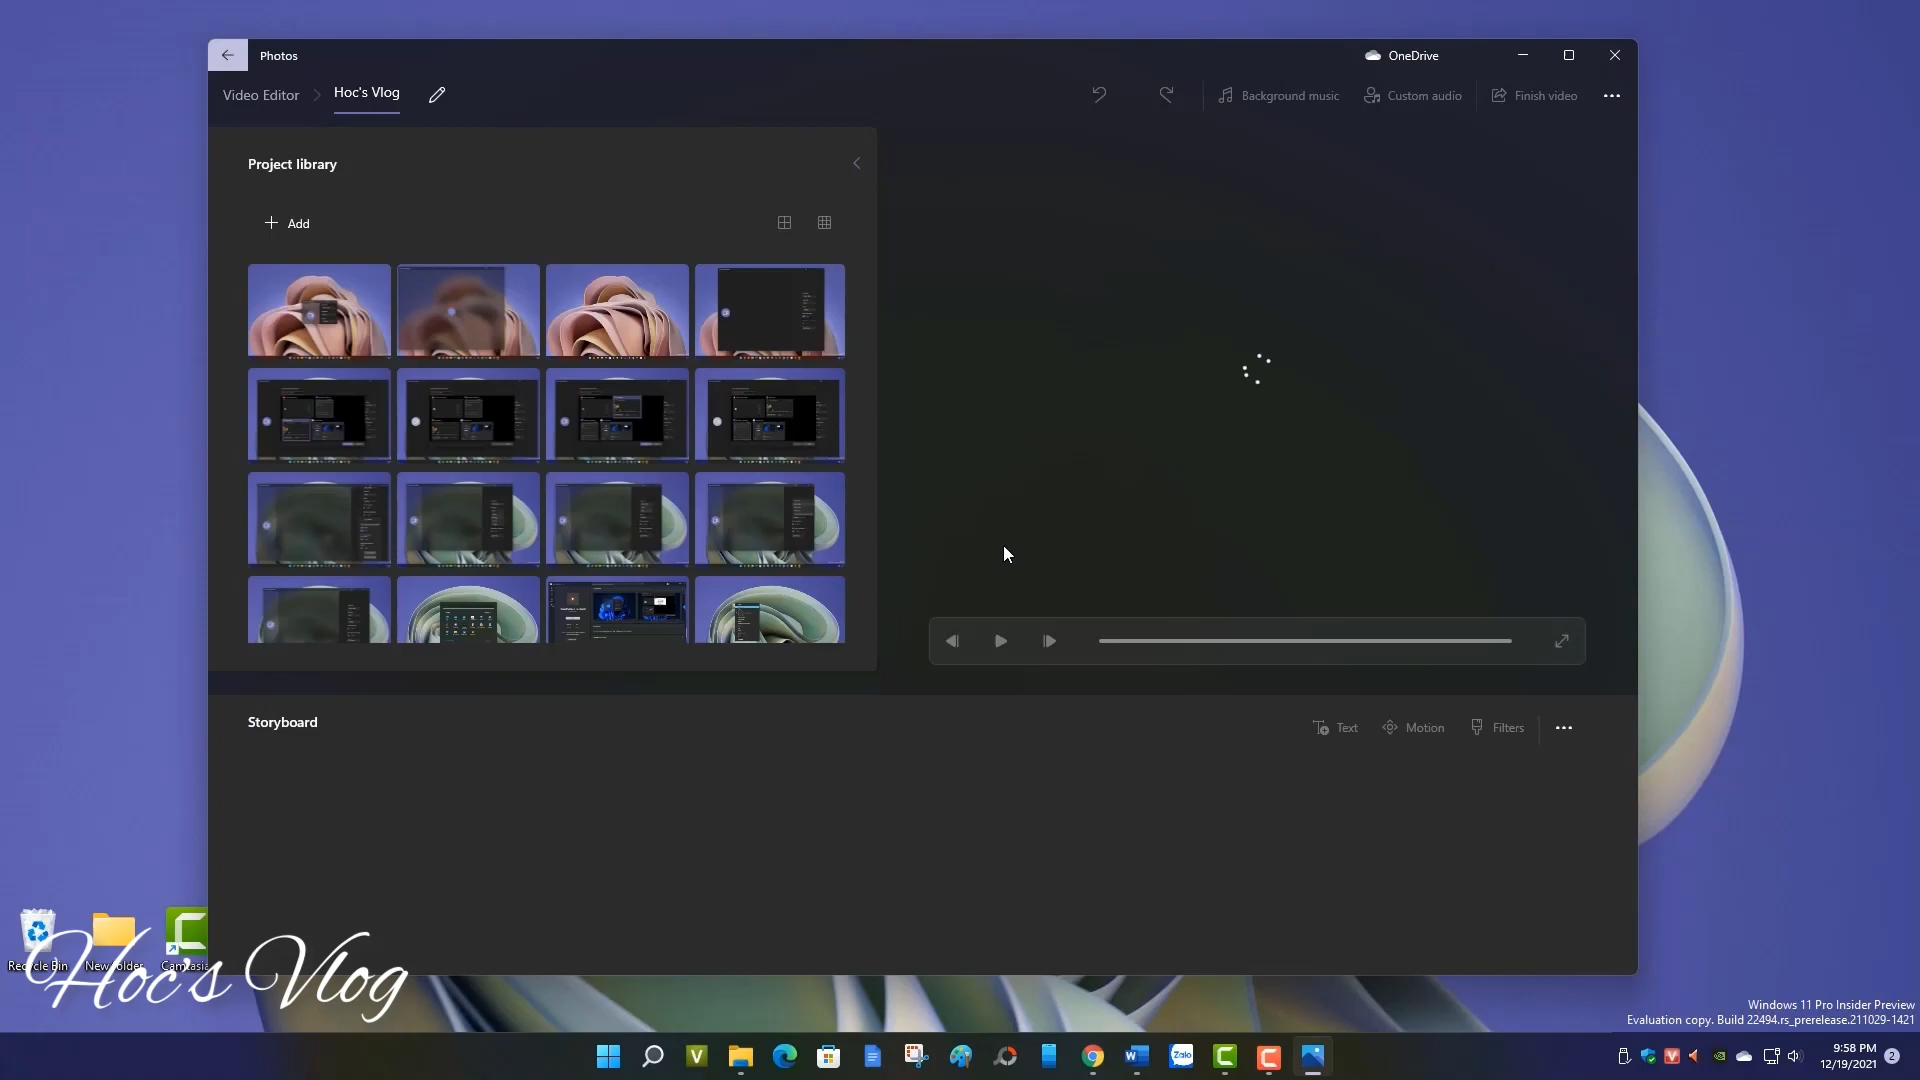 Photos
OneDrive
Video Editor
Hoc's Vlog
Background music
Custom audio
Finish video
Project library
Add
Storyboard
Text
Motion
Filters
Recycle Bin
New folder
Camtasia
Hoc's Vlog
Windows 11 Pro Insider Preview
Evaluation copy. Build 22494.rs_prerelease.211029-1421
Zalo
9:58 PM
12/19/2021
2